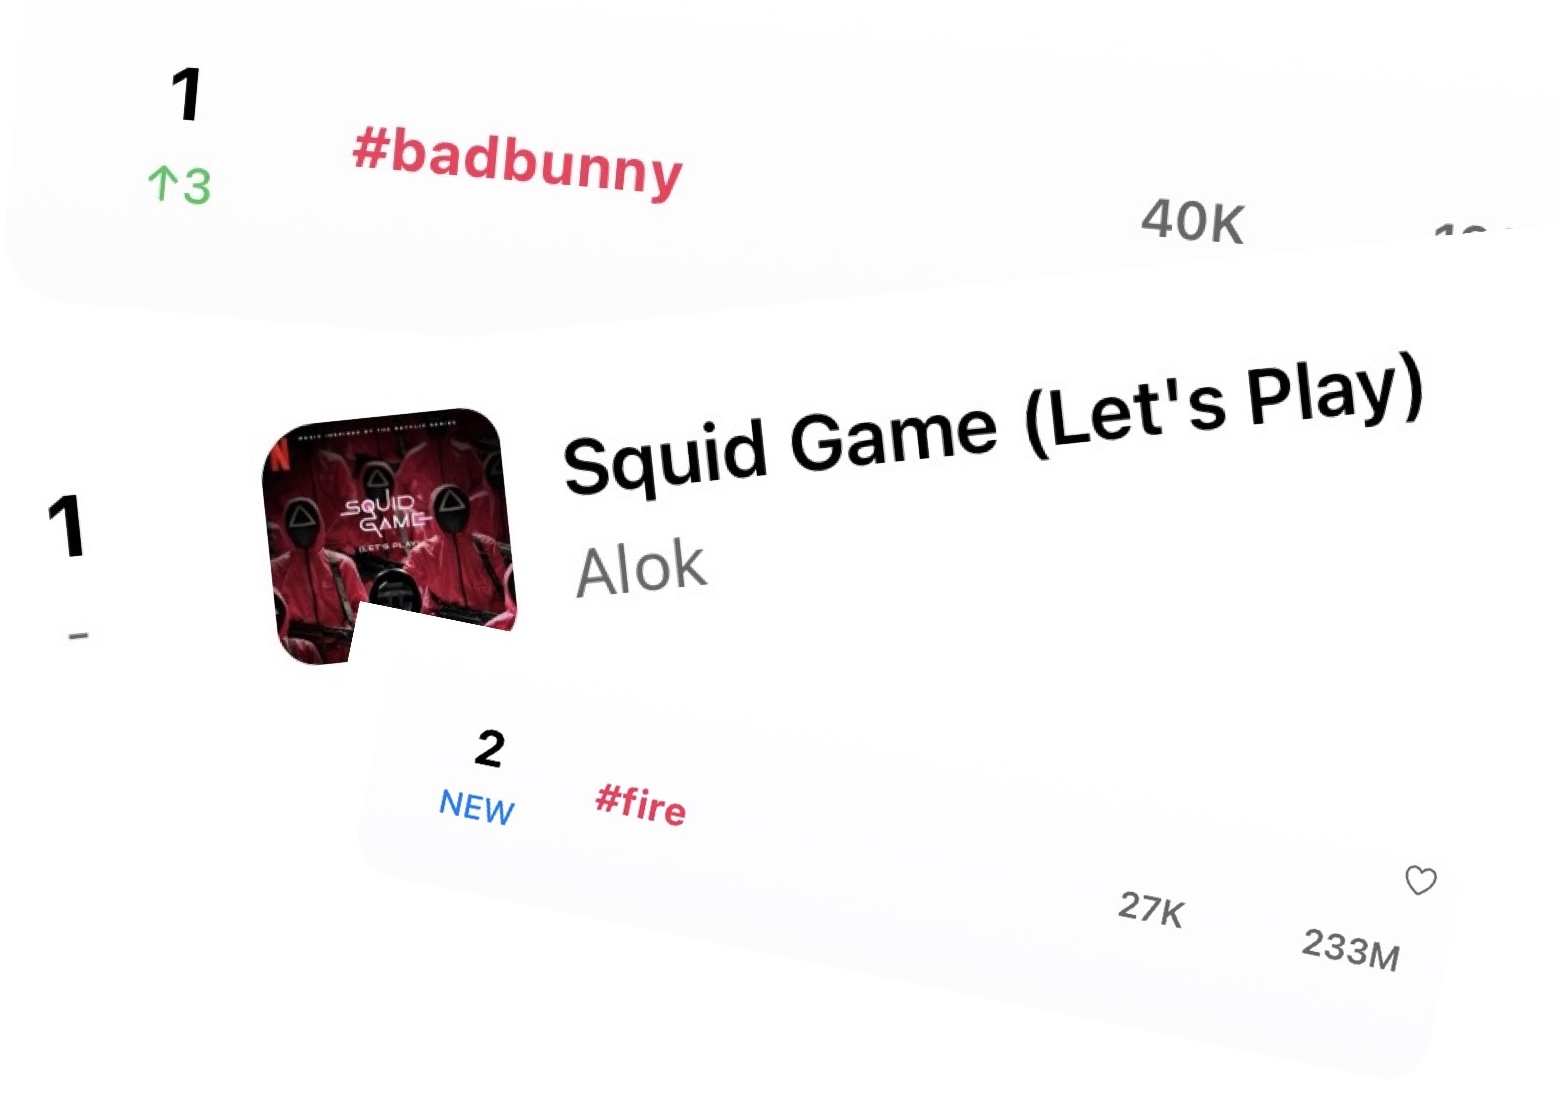 1
↑3
#badbunny
40K
1
Squid Game (Let's Play)
Alok
–
MUSIC INSPIRED BY THE NETFLIX SERIES
N
SQUID
GAME
(LET'S PLAY)
2
NEW
#fire
27K
233M